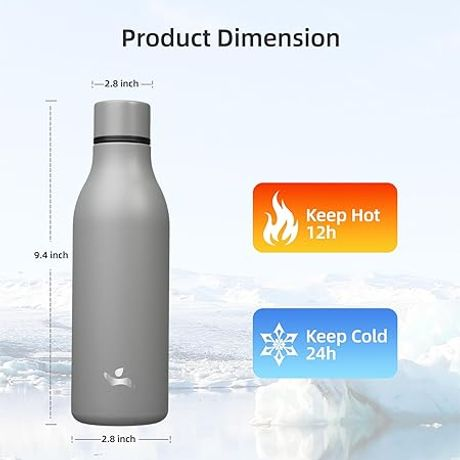 Product Dimension
2.8 inch
9.4 inch
Keep Hot
12h
Keep Cold
24h
2.8 inch